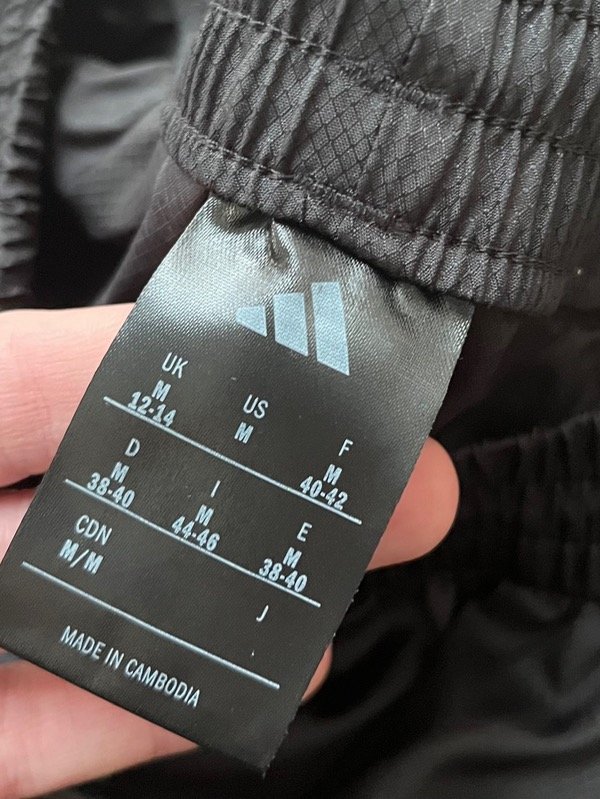 UK US F
M M M
12-14 40-42
D I E
M M M
38-40 44-46 38-40
CDN J
M/M .
MADE IN CAMBODIA